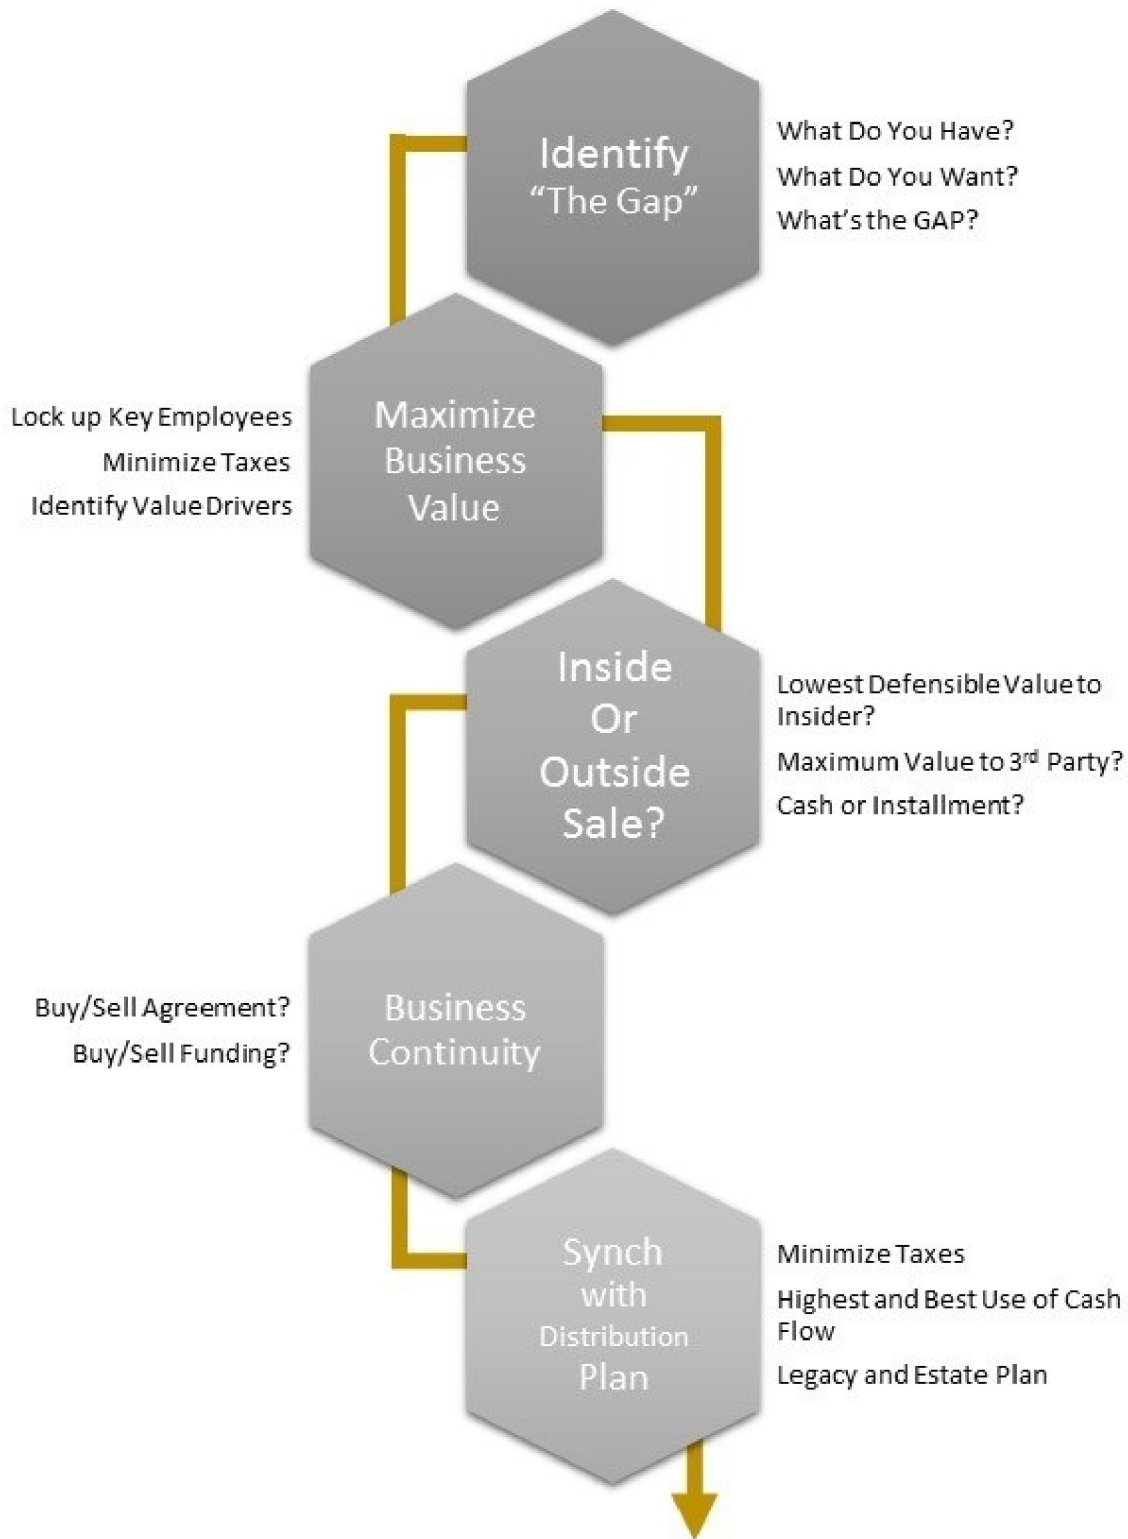 Identify
“The Gap”
What Do You Have?
What Do You Want?
What's the GAP?
Lock up Key Employees
Minimize Taxes
Identify Value Drivers
Maximize
Business
Value
Inside
Or
Outside
Sale?
Lowest Defensible Value to
Insider?
Maximum Value to 3rd Party?
Cash or Installment?
Buy/Sell Agreement?
Buy/Sell Funding?
Business
Continuity
Synch
with
Distribution
Plan
Minimize Taxes
Highest and Best Use of Cash
Flow
Legacy and Estate Plan